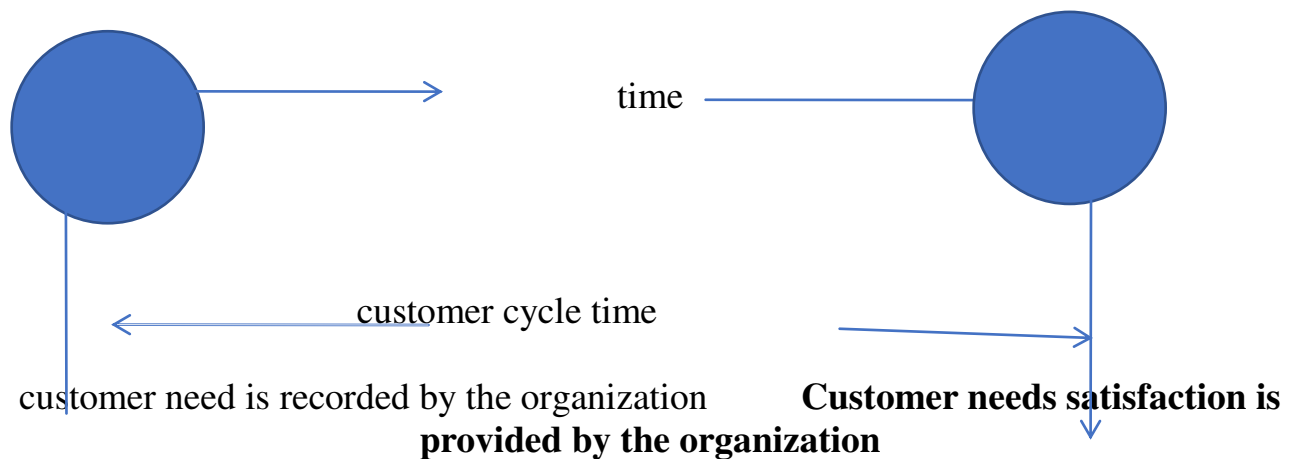 time
customer cycle time
customer need is recorded by the organization Customer needs satisfaction is
provided by the organization